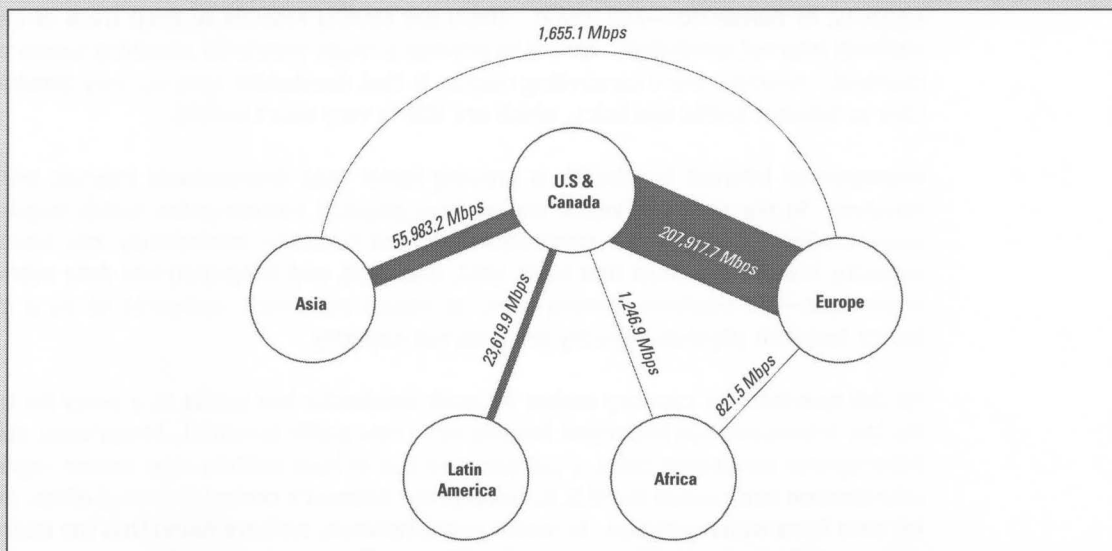 1,655.1 Mbps
U.S &
Canada
55,983.2 Mbps
207,917.7 Mbps
Asia
Europe
23,619.9 Mbps
1,246.9 Mbps
821.5 Mbps
Latin
America
Africa